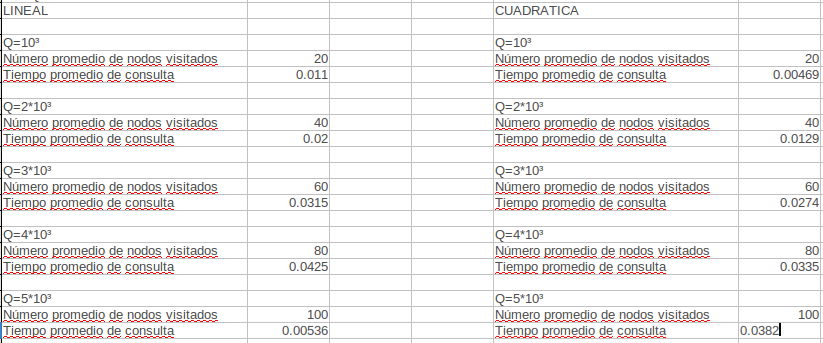 LINEAL CUADRATICA
Q=10³ Q=10³
Número promedio de nodos visitados 20 Número promedio de nodos visitados 20
Tiempo promedio de consulta 0.011 Tiempo promedio de consulta 0.00469
Q=2*10³ Q=2*10³
Número promedio de nodos visitados 40 Número promedio de nodos visitados 40
Tiempo promedio de consulta 0.02 Tiempo promedio de consulta 0.0129
Q=3*10³ Q=3*10³
Número promedio de nodos visitados 60 Número promedio de nodos visitados 60
Tiempo promedio de consulta 0.0315 Tiempo promedio de consulta 0.0274
Q=4*10³ Q=4*10³
Número promedio de nodos visitados 80 Número promedio de nodos visitados 80
Tiempo promedio de consulta 0.0425 Tiempo promedio de consulta 0.0335
Q=5*10³ Q=5*10³
Número promedio de nodos visitados 100 Número promedio de nodos visitados 100
Tiempo promedio de consulta 0.00536 Tiempo promedio de consulta 0.0382